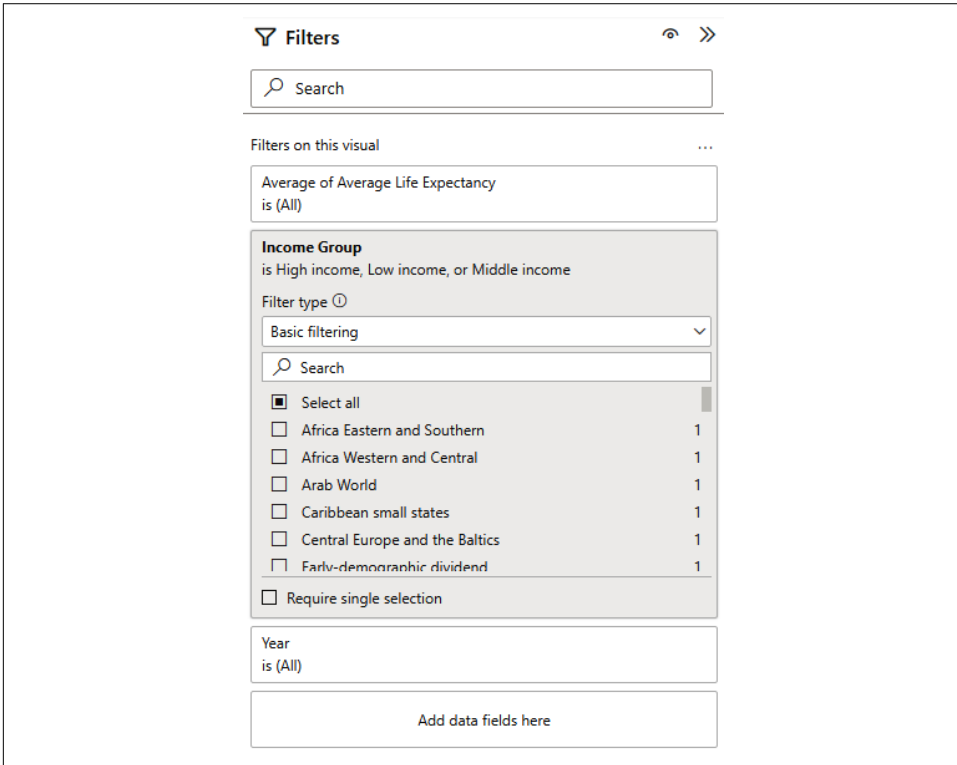 Filters
Search
Filters on this visual
...
Average of Average Life Expectancy
is (All)
Income Group
is High income, Low income, or Middle income
Filter type
Basic filtering
Search
Select all
Africa Eastern and Southern 1
Africa Western and Central 1
Arab World 1
Caribbean small states 1
Central Europe and the Baltics 1
Early-demographic dividend 1
Require single selection
Year
is (All)
Add data fields here